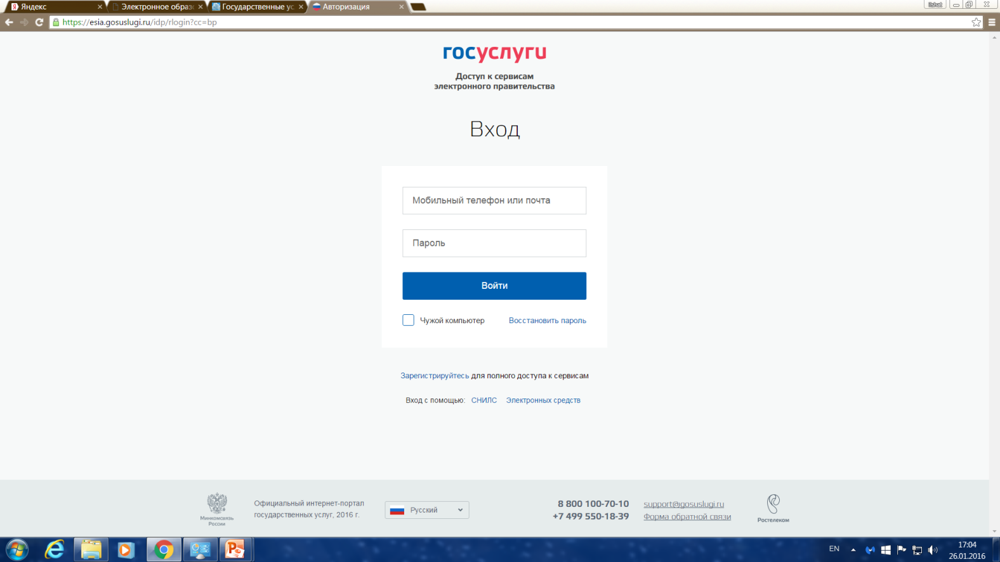 Яндекс
Электронное образ
Государственные ус
Авторизация
lishat
https://esia.gosuslugi.ru/idp/rlogin?cc=bp
госуслуги
Доступ к сервисам
электронного правительства
Вход
Мобильный телефон или почта
Пароль
Войти
Чужой компьютер
Восстановить пароль
Зарегистрируйтесь для полного доступа к сервисам
Вход с помощью: СНИЛС Электронных средств
Минкомсвязь
России
Официальный интернет-портал
государственных услуг, 2016 г.
Русский
8 800 100-70-10
+7 499 550-18-39
support@gosuslugi.ru
Форма обратной связи
Ростелеком
EN
17:04
26.01.2016